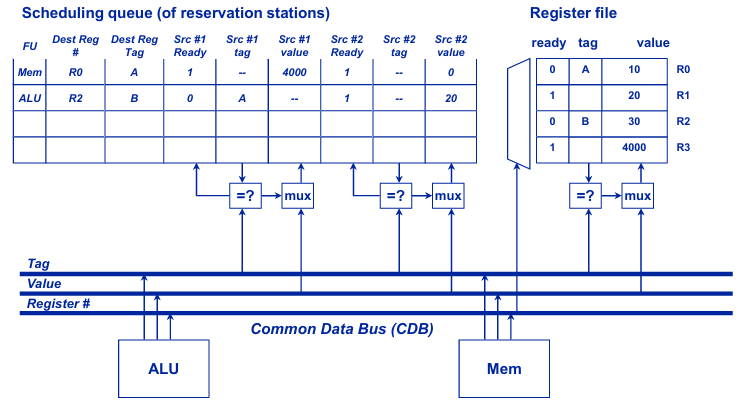 Scheduling queue (of reservation stations)
Register file
FU Dest Reg # Dest Reg Tag Src #1 Ready Src #1 tag Src #1 value Src #2 Ready Src #2 tag Src #2 value
ready tag value
Mem R0 A 1 -- 4000 1 -- 0
0 A 10 R0
ALU R2 B 0 A -- 1 -- 20
1 20 R1
0 B 30 R2
1 4000 R3
=? mux =? mux =? mux
Tag
Value
Register #
Common Data Bus (CDB)
ALU Mem